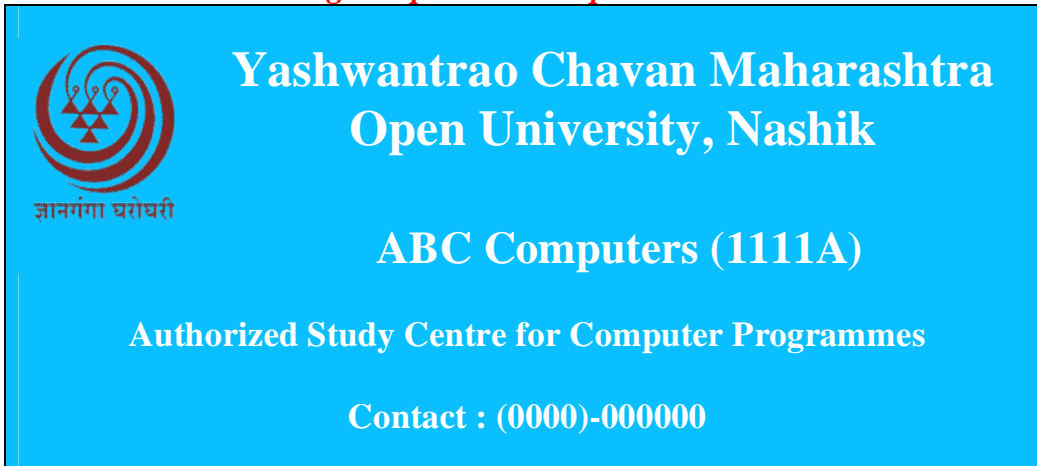 Yashwantrao Chavan Maharashtra
Open University, Nashik
ज्ञानगंगा घरोघरी
ABC Computers (1111A)
Authorized Study Centre for Computer Programmes
Contact : (0000)-000000